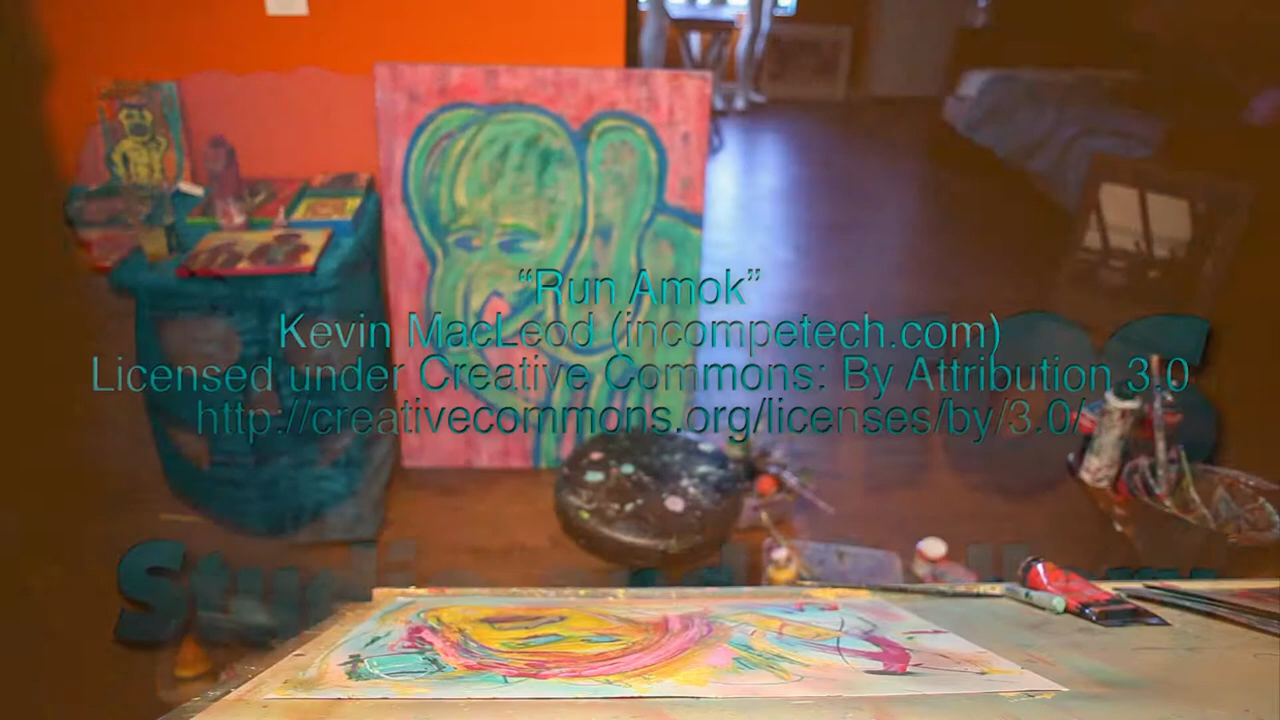 “Run Amok”
Kevin MacLeod (incompetech.com)
Licensed under Creative Commons: By Attribution 3.0
http://creativecommons.org/licenses/by/3.0/